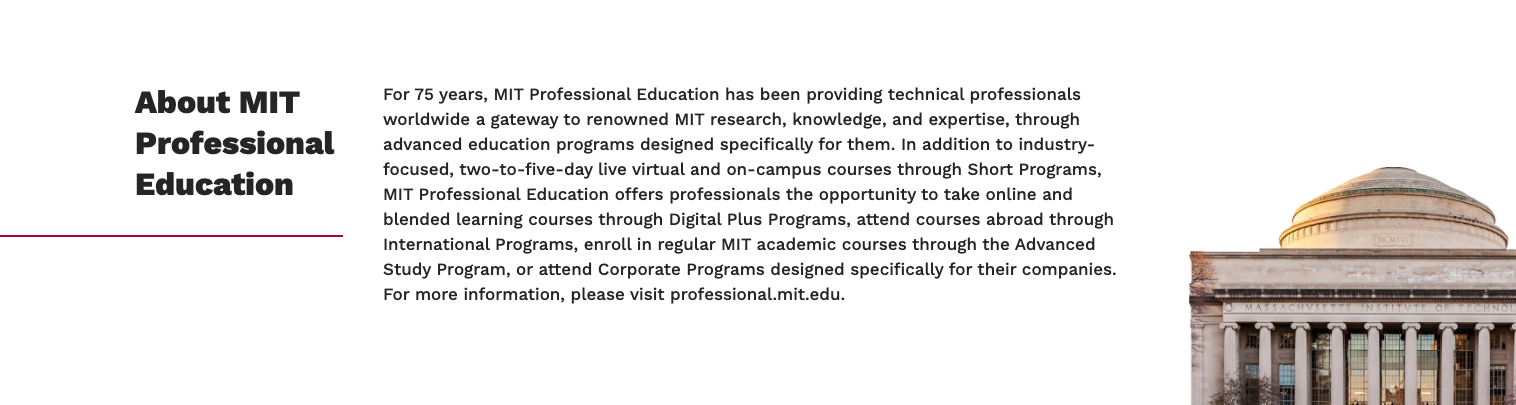 About MIT
Professional
Education
For 75 years, MIT Professional Education has been providing technical professionals
worldwide a gateway to renowned MIT research, knowledge, and expertise, through
advanced education programs designed specifically for them. In addition to industry-
focused, two-to-five-day live virtual and on-campus courses through Short Programs,
MIT Professional Education offers professionals the opportunity to take online and
blended learning courses through Digital Plus Programs, attend courses abroad through
International Programs, enroll in regular MIT academic courses through the Advanced
Study Program, or attend Corporate Programs designed specifically for their companies.
For more information, please visit professional.mit.edu.
MCMXVI
MASSACHVSETTS INSTITVTE OF TECHNOL